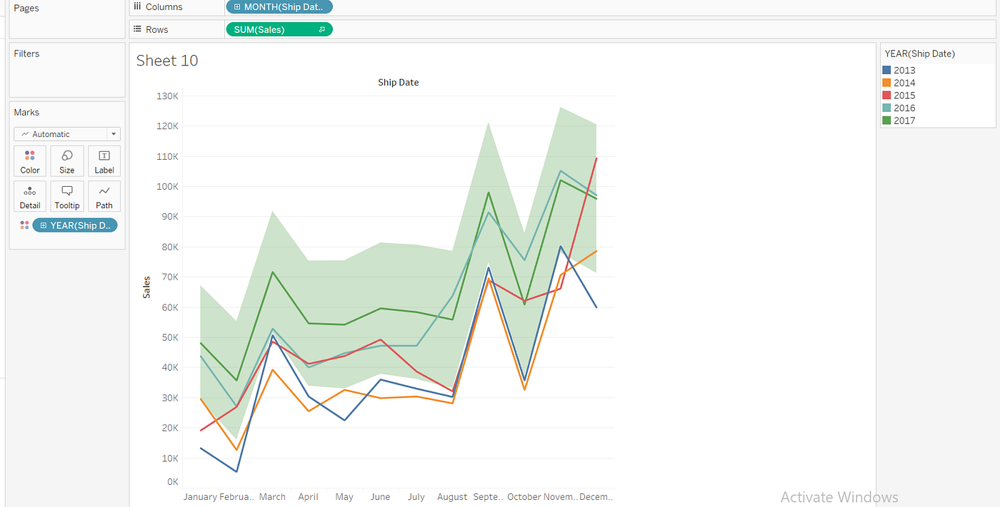 Pages
Columns
MONTH(Ship Dat..
Rows
SUM(Sales)
Filters
Marks
Automatic
Color Size Label
Detail Tooltip Path
YEAR(Ship D..
Sheet 10
Ship Date
130K
120K
110K
100K
90K
80K
70K
60K
50K
40K
30K
20K
10K
0K
Sales
January Februa.. March April May June July August Septe.. October Novem.. Decem..
YEAR(Ship Date)
2013
2014
2015
2016
2017
Activate Windows